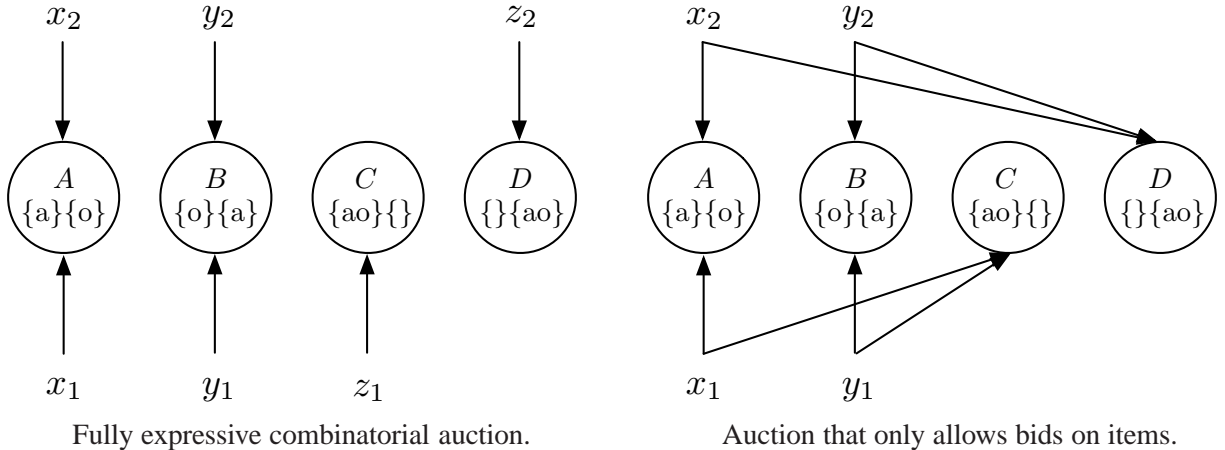 x₂ y₂ z₂ x₂ y₂
A B C D A B C D
{a}{o} {o}{a} {ao}{} {}{ao} {a}{o} {o}{a} {ao}{} {}{ao}
x₁ y₁ z₁ x₁ y₁
Fully expressive combinatorial auction. Auction that only allows bids on items.